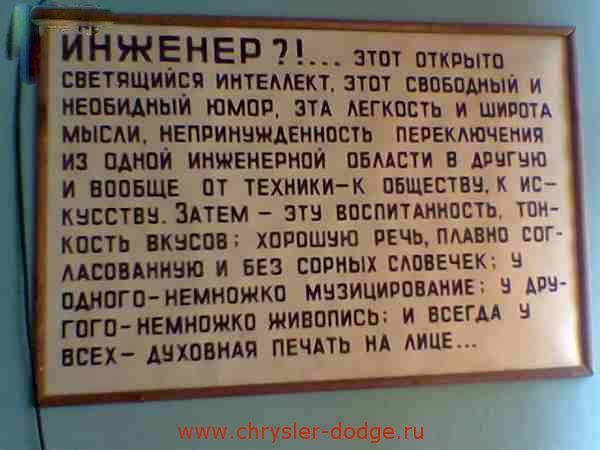 ИНЖЕНЕР?!... ЭТОТ ОТКРЫТО
СВЕТЯЩИЙСЯ ИНТЕЛЛЕКТ, ЭТОТ СВОБОДНЫЙ И
НЕОБИДНЫЙ ЮМОР, ЭТА ЛЕГКОСТЬ И ШИРОТА
МЫСЛИ, НЕПРИНУЖДЕННОСТЬ ПЕРЕКЛЮЧЕНИЯ
ИЗ ОДНОЙ ИНЖЕНЕРНОЙ ОБЛАСТИ В ДРУГУЮ
И ВООБЩЕ ОТ ТЕХНИКИ-К ОБЩЕСТВУ, К ИС-
КУССТВУ. ЗАТЕМ - ЭТУ ВОСПИТАННОСТЬ, ТОН-
КОСТЬ ВКУСОВ; ХОРОШУЮ РЕЧЬ, ПЛАВНО СОГ-
ЛАСОВАННУЮ И БЕЗ СОРНЫХ СЛОВЕЧЕК; У
ОДНОГО-НЕМНОЖКО МУЗИЦИРОВАНИЕ; У ДРУ-
ГОГО-НЕМНОЖКО ЖИВОПИСЬ; И ВСЕГДА У
ВСЕХ- ДУХОВНАЯ ПЕЧАТЬ НА ЛИЦЕ...
www.chrysler-dodge.ru